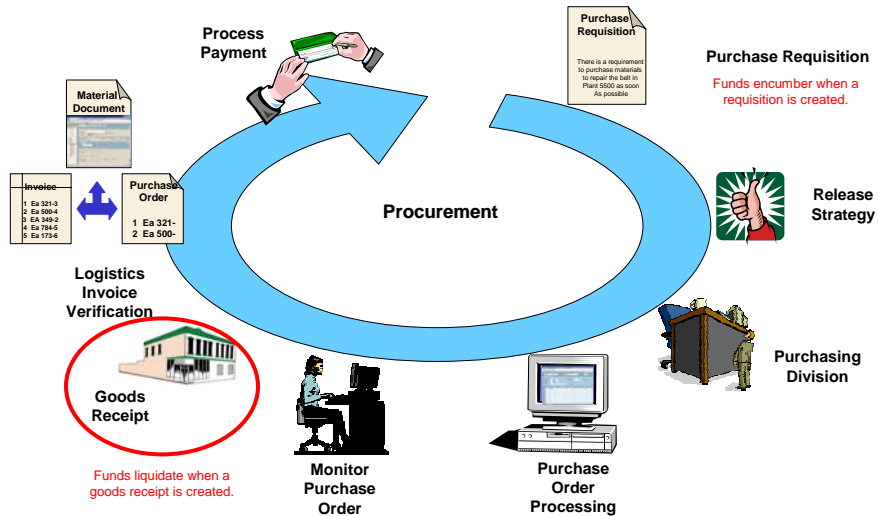 Process
Payment
Purchase
Requisition
There is a requirement
to purchase materials
to repair the belt in
Plant 5500 as soon
As possible
Purchase Requisition
Funds encumber when a
requisition is created.
Material
Document
Invoice
1 Ea 321-3
2 Ea 500-4
3 Ea 349-2
4 Ea 784-5
5 Ea 173-6
Purchase
Order
1 Ea 321-
2 Ea 500-
Procurement
Release
Strategy
Logistics
Invoice
Verification
Purchasing
Division
Goods
Receipt
Funds liquidate when a
goods receipt is created.
Monitor
Purchase
Order
Purchase
Order
Processing